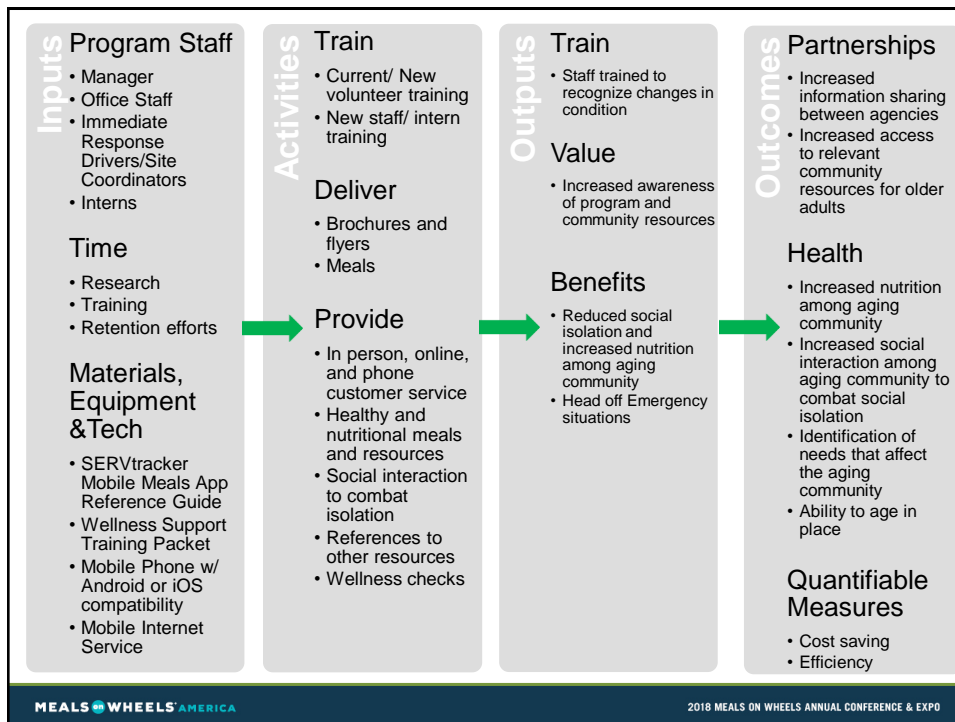 Inputs
Program Staff
• Manager
• Office Staff
• Immediate
Response
Drivers/Site
Coordinators
• Interns
Time
• Research
• Training
• Retention efforts
Materials,
Equipment
&Tech
• SERVtracker
Mobile Meals App
Reference Guide
• Wellness Support
Training Packet
• Mobile Phone w/
Android or iOS
compatibility
• Mobile Internet
Service
Activities
Train
• Current/ New
volunteer training
• New staff/ intern
training
Deliver
• Brochures and
flyers
• Meals
Provide
• In person, online,
and phone
customer service
• Healthy and
nutritional meals
and resources
• Social interaction
to combat
isolation
• References to
other resources
• Wellness checks
Outputs
Train
• Staff trained to
recognize changes in
condition
Value
• Increased awareness
of program and
community resources
Benefits
• Reduced social
isolation and
increased nutrition
among aging
community
• Head off Emergency
situations
Outcomes
Partnerships
• Increased
information sharing
between agencies
• Increased access
to relevant
community
resources for older
adults
Health
• Increased nutrition
among aging
community
• Increased social
interaction among
aging community to
combat social
isolation
• Identification of
needs that affect
the aging
community
• Ability to age in
place
Quantifiable
Measures
• Cost saving
• Efficiency
MEALS on WHEELS AMERICA
2018 MEALS ON WHEELS ANNUAL CONFERENCE & EXPO